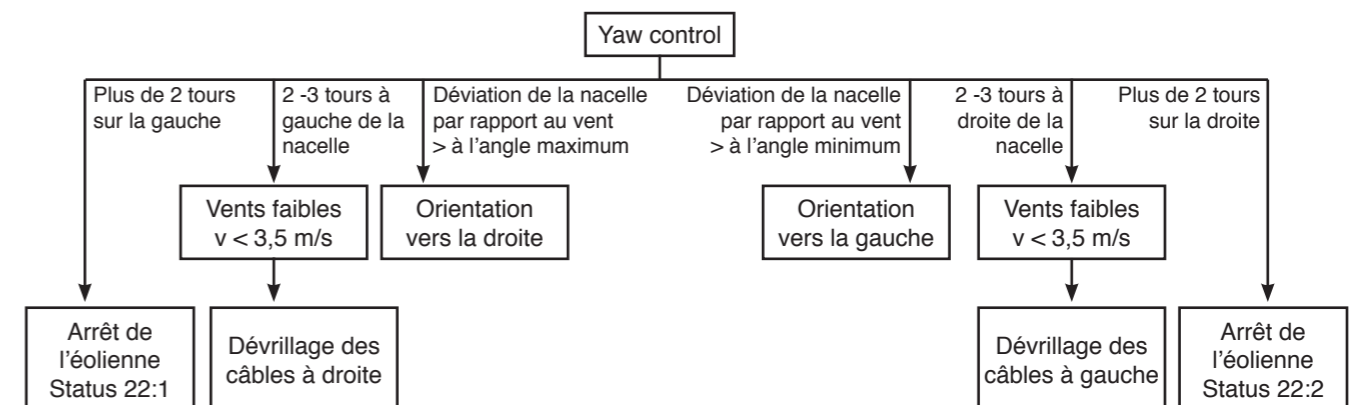 Yaw control
Plus de 2 tours
sur la gauche
2 -3 tours à
gauche de la
nacelle
Déviation de la nacelle
par rapport au vent
> à l'angle maximum
Déviation de la nacelle
par rapport au vent
> à l'angle minimum
2 -3 tours à
droite de la
nacelle
Plus de 2 tours
sur la droite
Vents faibles
v < 3,5 m/s
Orientation
vers la droite
Orientation
vers la gauche
Vents faibles
v < 3,5 m/s
Arrêt de
l'éolienne
Status 22:1
Dévrillage des
câbles à droite
Dévrillage des
câbles à gauche
Arrêt de
l'éolienne
Status 22:2